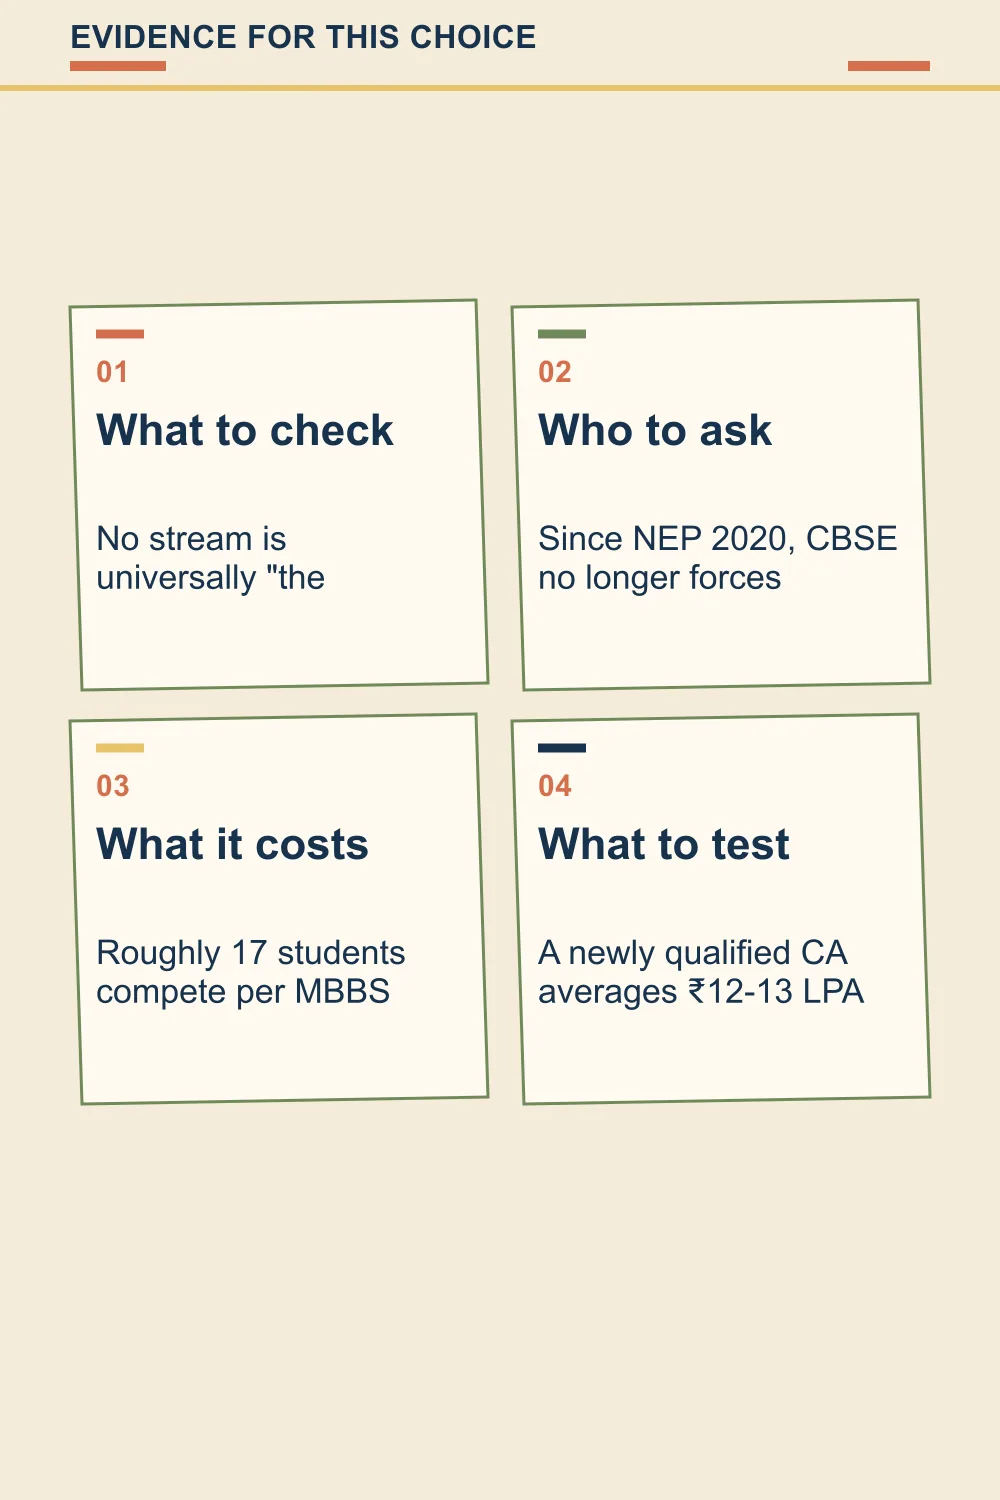 EVIDENCE FOR THIS CHOICE
01
What to check
No stream is
universally "the
02
Who to ask
Since NEP 2020, CBSE
no longer forces
03
What it costs
Roughly 17 students
compete per MBBS
04
What to test
A newly qualified CA
averages ₹12-13 LPA